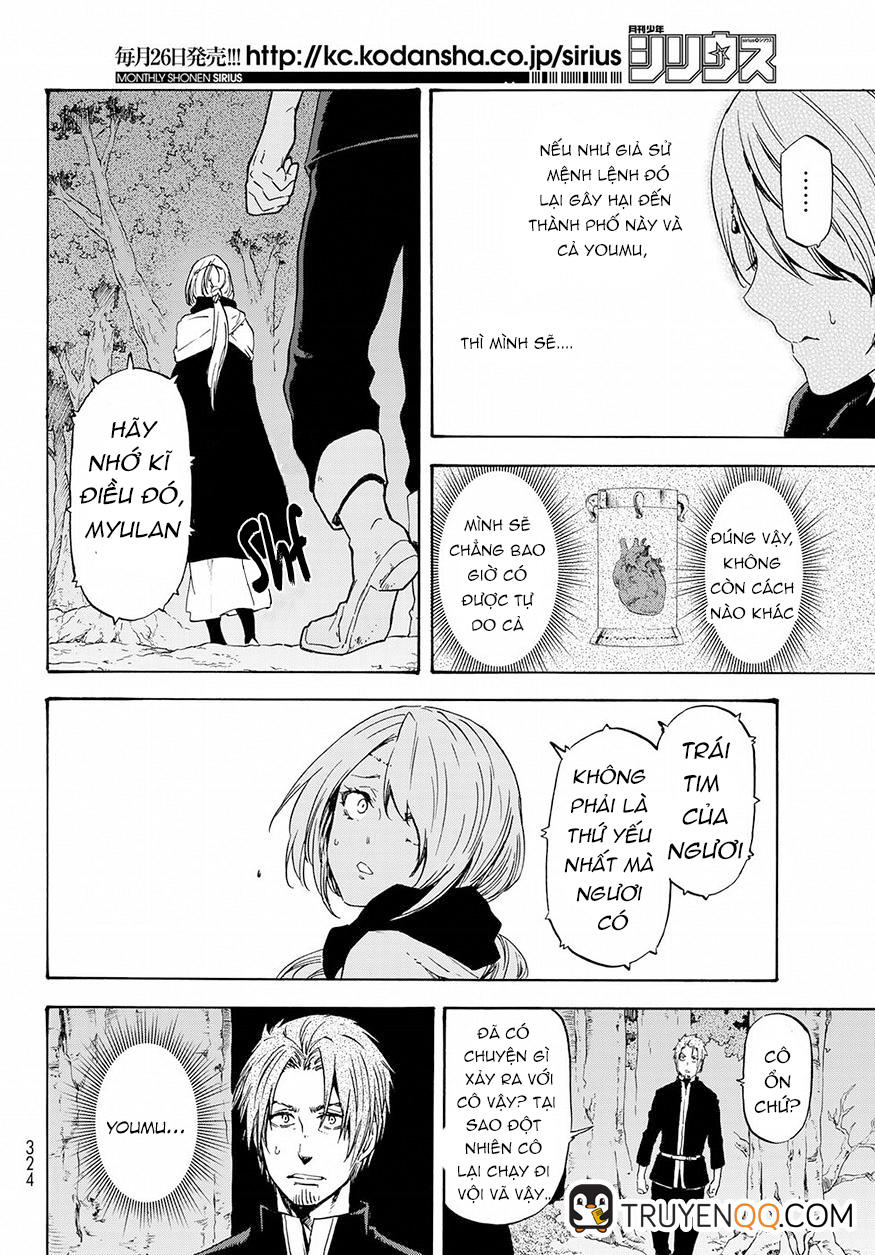 毎月26日発売!!! http://kc.kodansha.co.jp/sirius
MONTHLY SHONEN SIRIUS
月刊少年
シリウス
........
NẾU NHƯ GIẢ SỬ
MỆNH LỆNH ĐÓ
LẠI GÂY HẠI ĐẾN
THÀNH PHỐ NÀY VÀ
CẢ YOUMU,
THÌ MÌNH SẼ....
ĐÚNG VẬY,
KHÔNG
CÒN CÁCH
NÀO KHÁC
MÌNH SẼ
CHẲNG BAO
GIỜ CÓ
ĐƯỢC TỰ
DO CẢ
HÃY
NHỚ KĨ
ĐIỀU ĐÓ,
MYULAN
Shf
TRÁI
TIM
CỦA
NGƯƠI
KHÔNG
PHẢI LÀ
THỨ YẾU
NHẤT MÀ
NGƯƠI
CÓ
CÔ
ỔN
CHỨ?
ĐÃ CÓ
CHUYỆN GÌ
XẢY RA VỚI
CÔ VẬY? TẠI
SAO ĐỘT
NHIÊN CÔ
LẠI CHẠY ĐI
VỘI VÃ VẬY..
YOUMU...
324
TRUYENQQ.COM